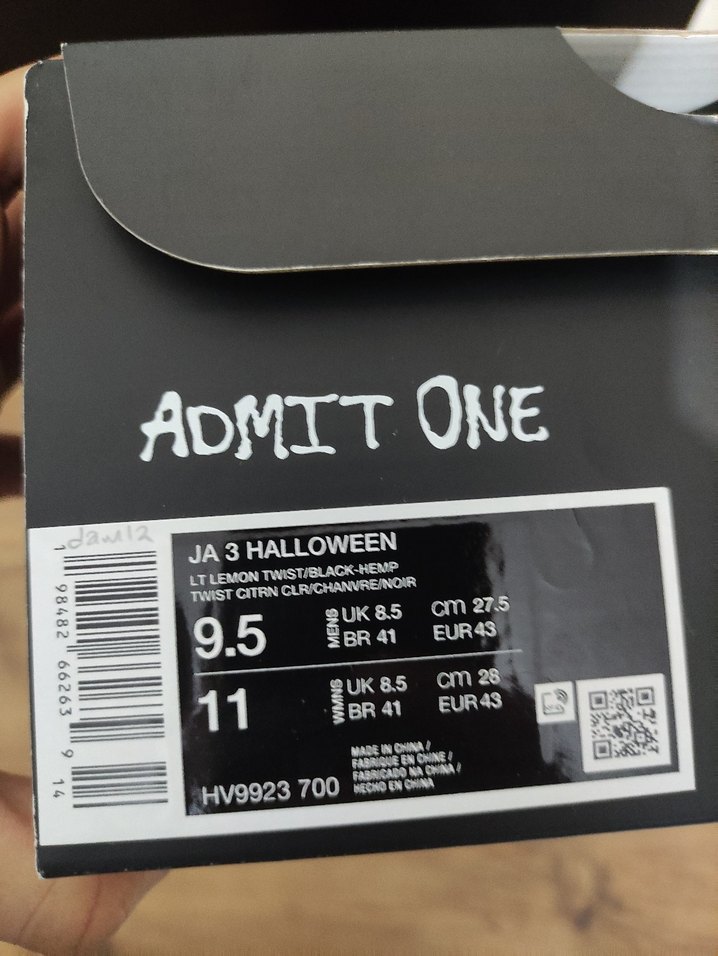 ADMIT ONE
dam12
1 98482 66263 9 14
JA 3 HALLOWEEN
LT LEMON TWIST/BLACK-HEMP
TWIST CITRN CLR/CHANVRE/NOIR
9.5 MENS UK 8.5 CM 27.5
BR 41 EUR 43
11 WMNS UK 8.5 CM 28
BR 41 EUR 43
MADE IN CHINA /
FABRIQUE EN CHINE /
FABRICADO NA CHINA /
HECHO EN CHINA
HV9923 700